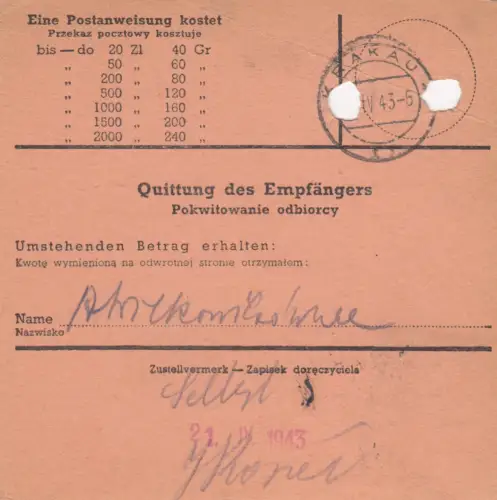 Eine Postanweisung kostet
Przekaz pocztowy kosztuje
bis — do 20 Zł 40 Gr
„ 50 „ 60 „
„ 200 „ 80 „
„ 500 „ 120 „
„ 1000 „ 160 „
„ 1500 „ 200 „
„ 2000 „ 240 „
KRAKAU
IV 43-6
Quittung des Empfängers
Pokwitowanie odbiorcy
Umstehenden Betrag erhalten:
Kwotę wymienioną na odwrotnej stronie otrzymałem:
Name
Nazwisko
Zustellvermerk — Zapisek doręczyciela
Selbst
21. IV. 1943